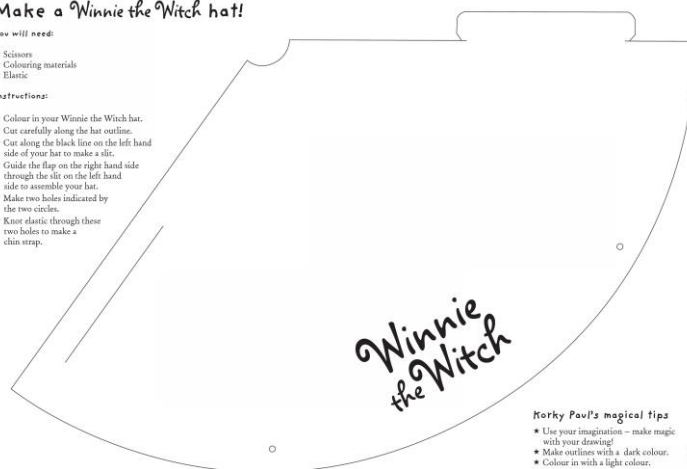 Make a Winnie the Witch hat!
ou will need:
Scissors
Colouring materials
Elastic
nstructions:
Colour in your Winnie the Witch hat.
Cut carefully along the hat outline.
Cut along the black line on the left hand
side of your hat to make a slit.
Guide the flap on the right hand side
through the slit on the left hand
side to assemble your hat.
Make two holes indicated by
the two circles.
Knot elastic through these
two holes to make a
chin strap.
Winnie
the Witch
Korky Paul's magical tips
★ Use your imagination – make magic
with your drawing!
★ Make outlines with a dark colour.
★ Colour in with a light colour.